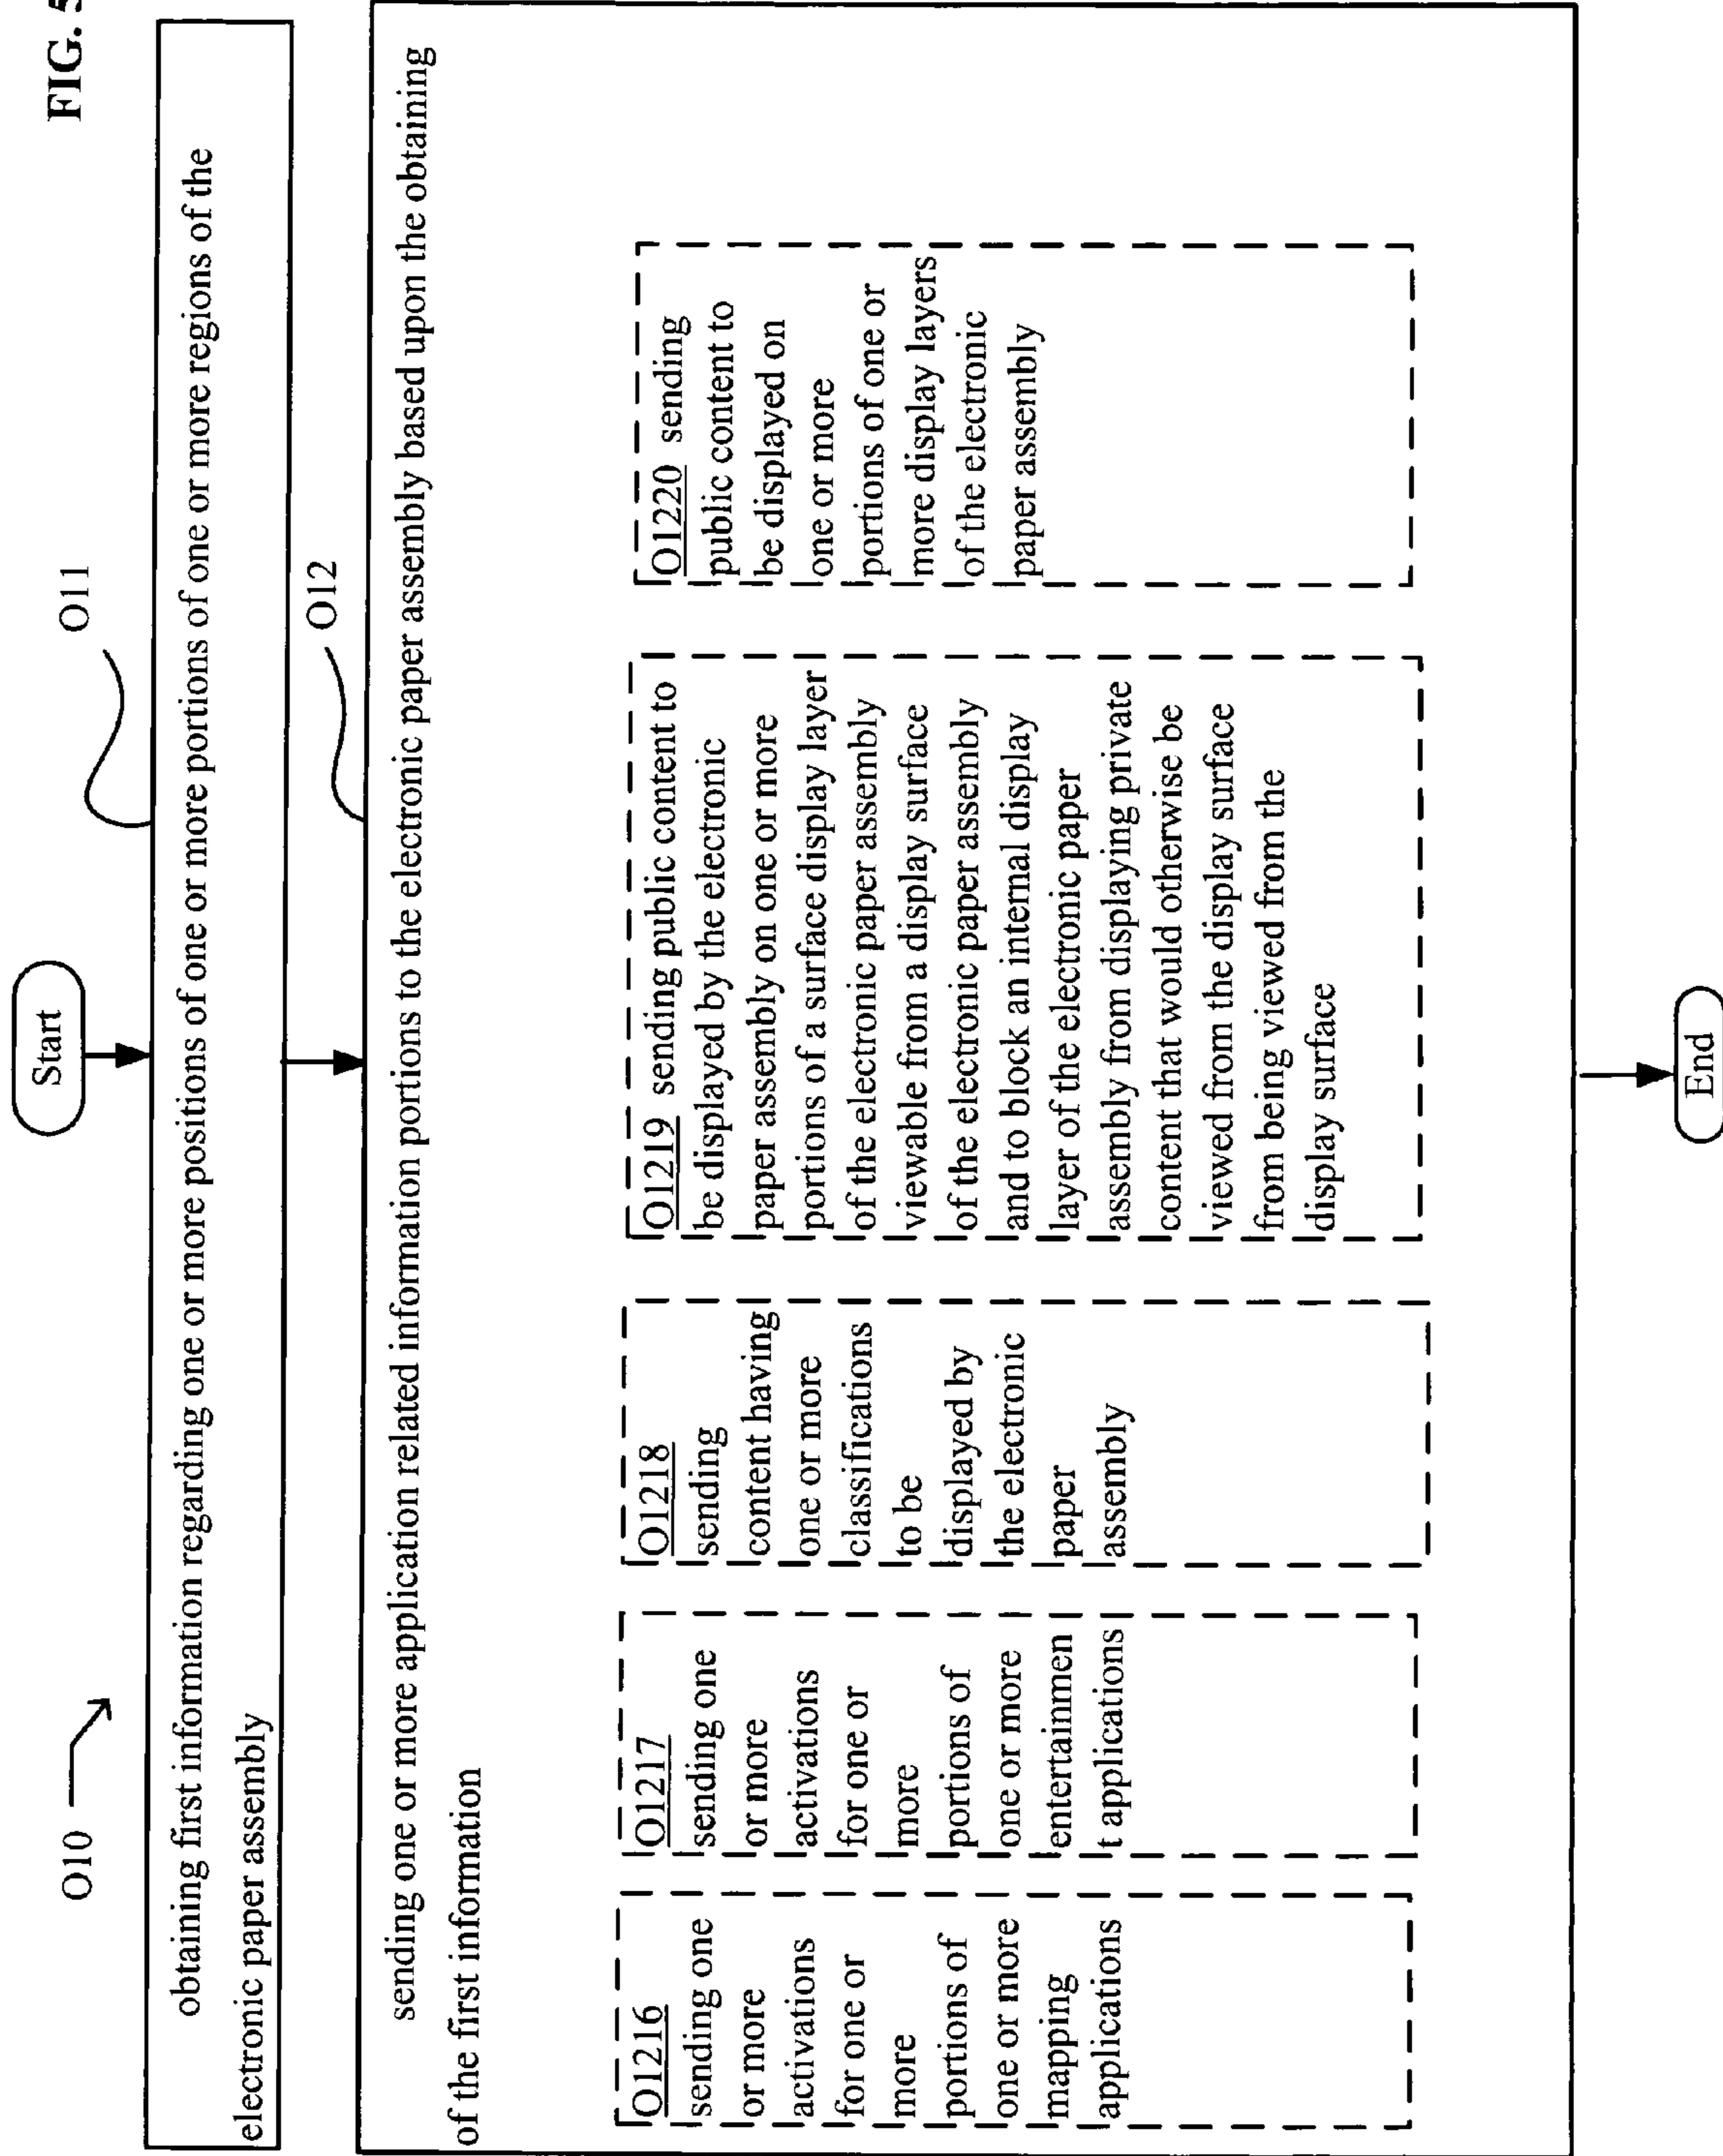 FIG. 5
O10
Start
O11
obtaining first information regarding one or more positions of one or more portions of one or more regions of the
electronic paper assembly
O12
sending one or more application related information portions to the electronic paper assembly based upon the obtaining
of the first information
O1216
sending one
or more
activations
for one or
more
portions of
one or more
mapping
applications
O1217
sending one
or more
activations
for one or
more
portions of
one or more
entertainmen
t applications
O1218
sending
content having
one or more
classifications
to be
displayed by
the electronic
paper
assembly
O1219 sending public content to
be displayed by the electronic
paper assembly on one or more
portions of a surface display layer
of the electronic paper assembly
viewable from a display surface
of the electronic paper assembly
and to block an internal display
layer of the electronic paper
assembly from displaying private
content that would otherwise be
viewed from the display surface
from being viewed from the
display surface
O1220 sending
public content to
be displayed on
one or more
portions of one or
more display layers
of the electronic
paper assembly
End